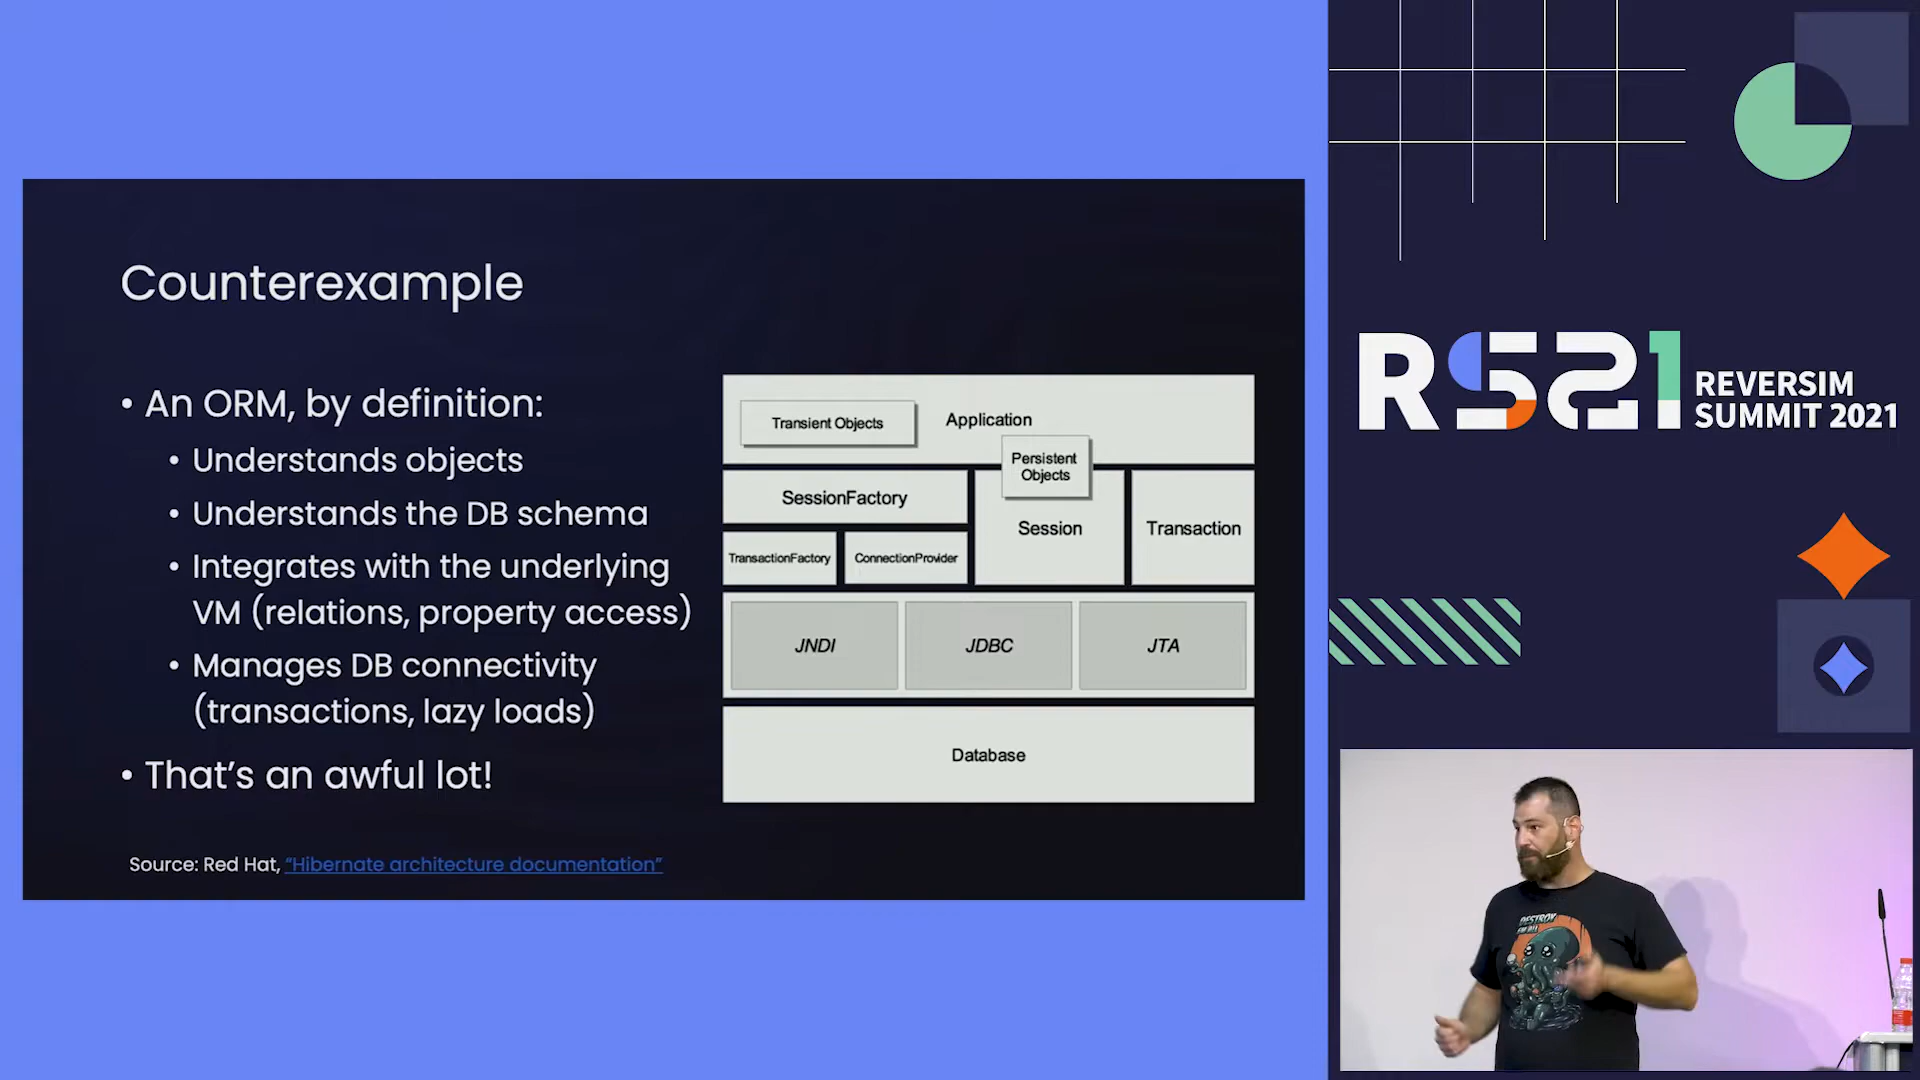 Counterexample
• An ORM, by definition:
• Understands objects
• Understands the DB schema
• Integrates with the underlying
VM (relations, property access)
• Manages DB connectivity
(transactions, lazy loads)
• That's an awful lot!
Source: Red Hat, “Hibernate architecture documentation”
Transient Objects
Application
Persistent
Objects
SessionFactory
Session
Transaction
TransactionFactory
ConnectionProvider
JNDI
JDBC
JTA
Database
RS21
REVERSIM
SUMMIT 2021
DESTROY